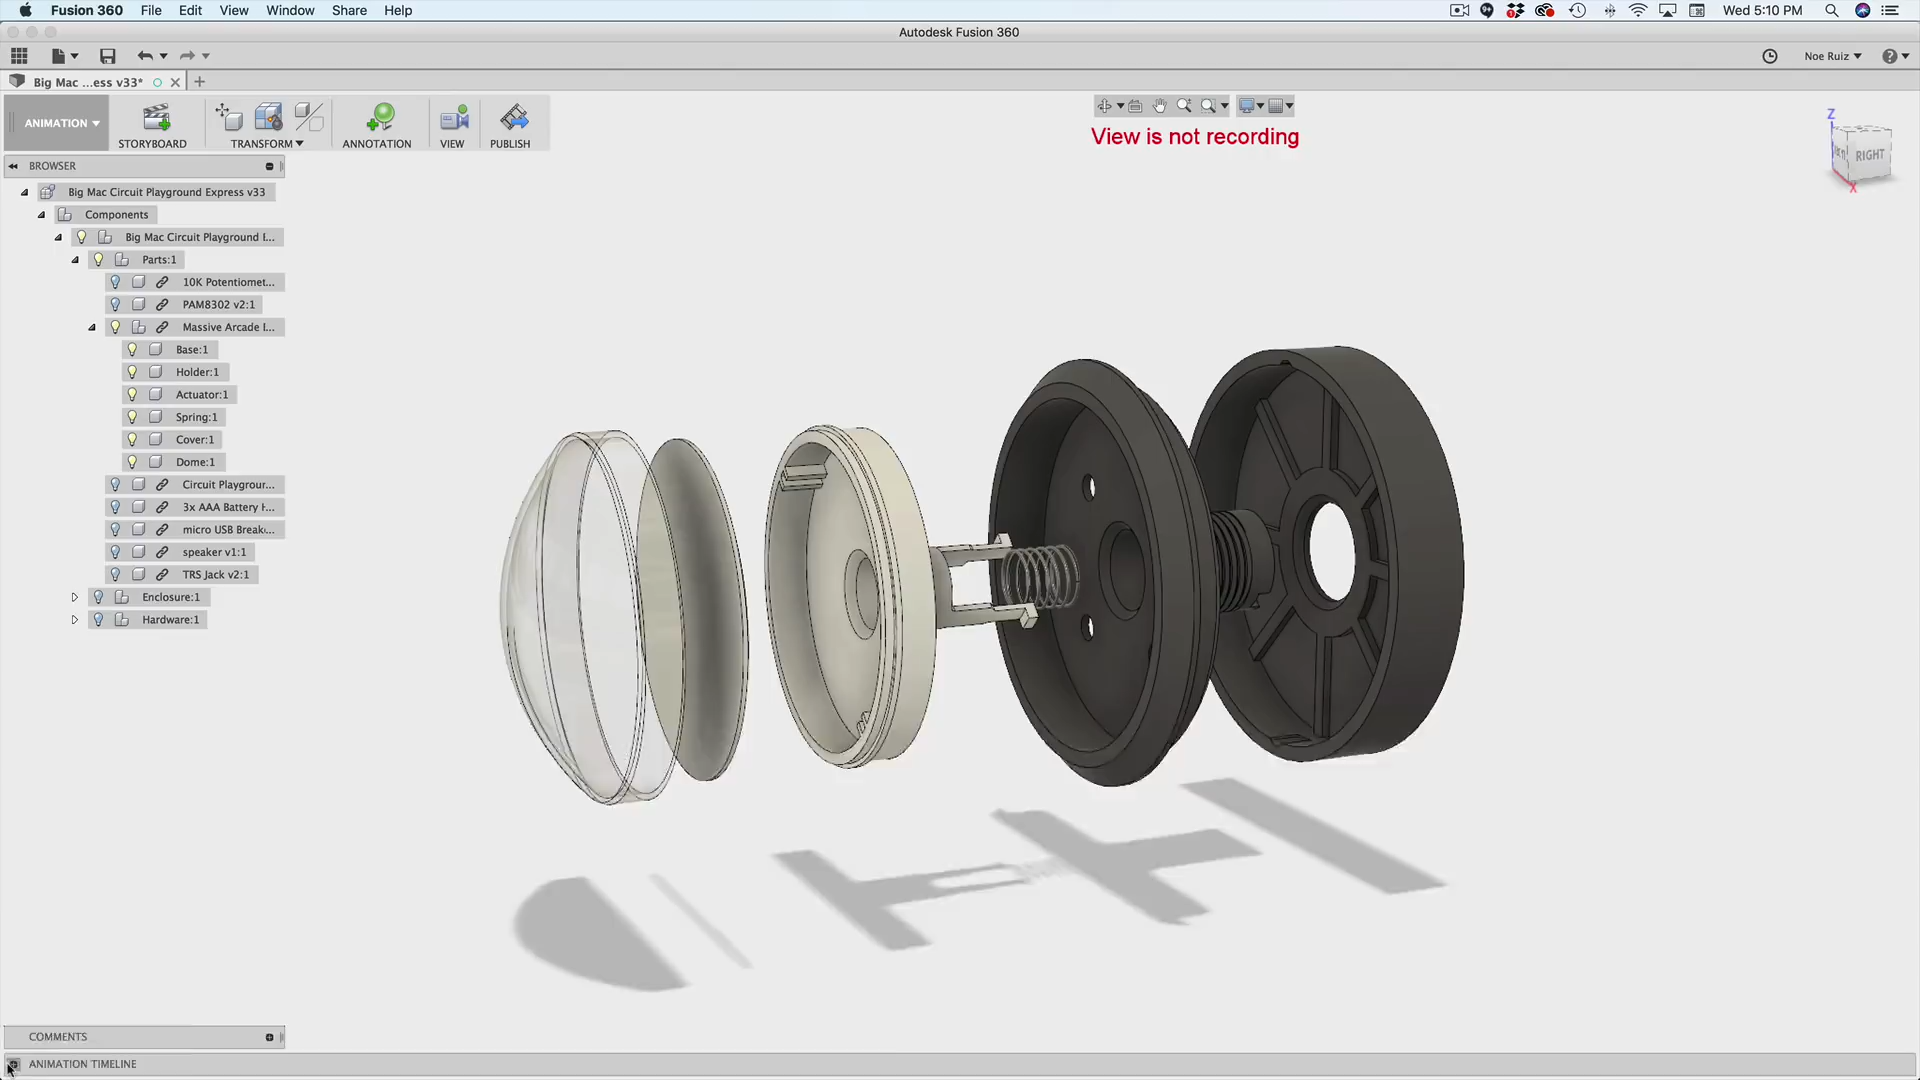 Fusion 360 File Edit View Window Share Help Wed 5:10 PM
Autodesk Fusion 360
Noe Ruiz
Big Mac ...ess v33*
ANIMATION
STORYBOARD TRANSFORM ANNOTATION VIEW PUBLISH
View is not recording
Z
RIGHT
X
BROWSER
Big Mac Circuit Playground Express v33
Components
Big Mac Circuit Playground E...
Parts:1
10K Potentiomet...
PAM8302 v2:1
Massive Arcade B...
Base:1
Holder:1
Actuator:1
Spring:1
Cover:1
Dome:1
Circuit Playgrour...
3x AAA Battery H...
micro USB Break...
speaker v1:1
TRS Jack v2:1
Enclosure:1
Hardware:1
COMMENTS
ANIMATION TIMELINE